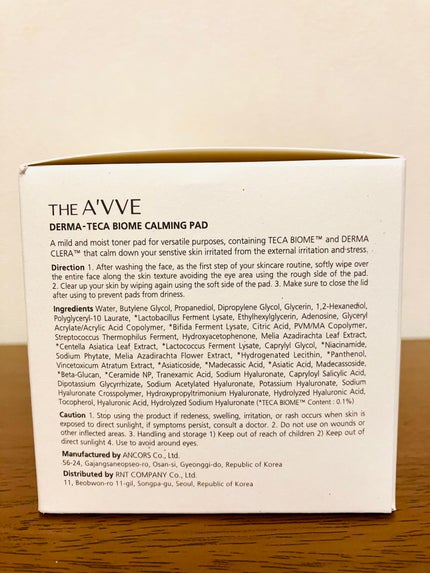 THE A'VVE
DERMA-TECA BIOME CALMING PAD
A mild and moist toner pad for versatile purposes, containing TECA BIOME™ and DERMA
CLERA™ that calm down your senstive skin irritated from the external irritation and stress.
Direction 1. After washing the face, as the first step of your skincare routine, softly wipe over
the entire face along the skin texture avoiding the eye area using the rough side of the pad.
2. Clear up your skin by wiping again using the soft side of the pad. 3. Make sure to close the lid
after using to prevent pads from driness.
Ingredients Water, Butylene Glycol, Propanediol, Dipropylene Glycol, Glycerin, 1,2-Hexanediol,
Polyglyceryl-10 Laurate, *Lactobacillus Ferment Lysate, Ethylhexylglycerin, Adenosine, Glyceryl
Acrylate/Acrylic Acid Copolymer, *Bifida Ferment Lysate, Citric Acid, PVM/MA Copolymer,
Streptococcus Thermophilus Ferment, Hydroxyacetophenone, Melia Azadirachta Leaf Extract,
*Centella Asiatica Leaf Extract, *Lactococcus Ferment Lysate, Caprylyl Glycol, *Niacinamide,
Sodium Phytate, Melia Azadirachta Flower Extract, *Hydrogenated Lecithin, *Panthenol,
Vincetoxicum Atratum Extract, *Asiaticoside, *Madecassic Acid, *Asiatic Acid, Madecassoside,
*Beta-Glucan, *Ceramide NP, Tranexamic Acid, Sodium Hyaluronate, Capryloyl Salicylic Acid,
Dipotassium Glycyrrhizate, Sodium Acetylated Hyaluronate, Potassium Hyaluronate, Sodium
Hyaluronate Crosspolymer, Hydroxypropyltrimonium Hyaluronate, Hydrolyzed Hyaluronic Acid,
Tocopherol, Hyaluronic Acid, Hydrolyzed Sodium Hyaluronate (*TECA BIOME™ Content : 0.1%)
Caution 1. Stop using the product if redeness, swelling, irritation, or rash occurs when skin is
exposed to direct sunlight, if symptoms persist, consult a doctor. 2. Do not use on wounds or
other inflected areas. 3. Handling and storage 1) Keep out of reach of children 2) Keep out of
direct sunlight 4. Use to avoid around eyes.
Manufactured by ANCORS Co., Ltd.
56-24, Gajangsaneopseo-ro, Osan-si, Gyeonggi-do, Republic of Korea
Distributed by RNT COMPANY Co., Ltd.
11, Beobwon-ro 11-gil, Songpa-gu, Seoul, Republic of Korea